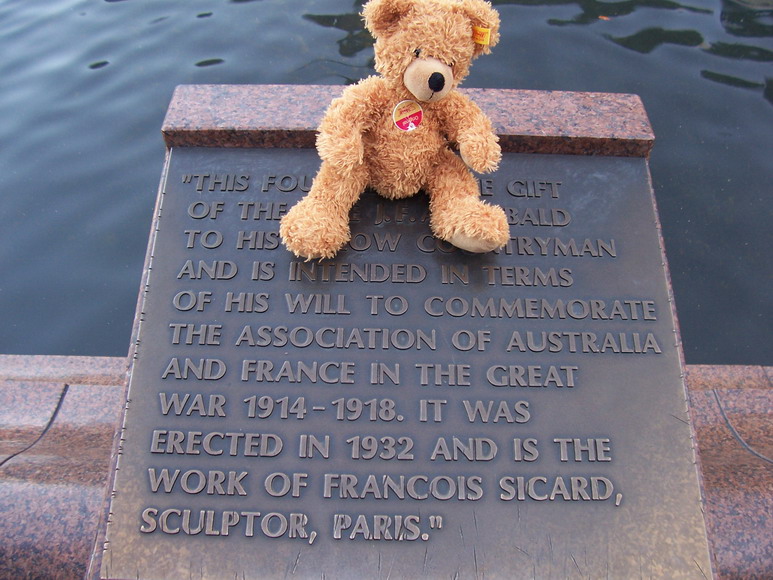 "THIS FOU E GIFT
OF THE E J.F. A BALD
TO HIS OW CO TRYMAN
AND IS INTENDED IN TERMS
OF HIS WILL TO COMMEMORATE
THE ASSOCIATION OF AUSTRALIA
AND FRANCE IN THE GREAT
WAR 1914-1918. IT WAS
ERECTED IN 1932 AND IS THE
WORK OF FRANCOIS SICARD,
SCULPTOR, PARIS."